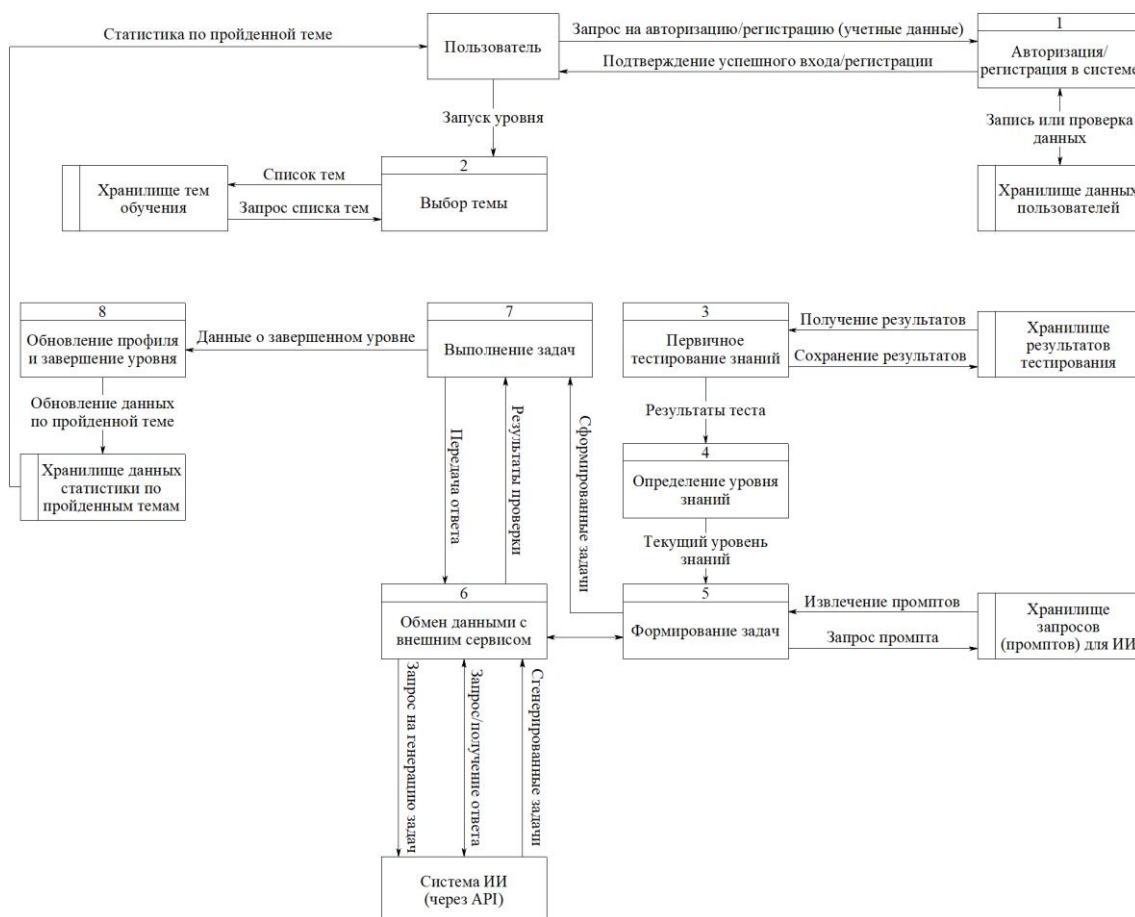 Статистика по пройденной теме
Пользователь
Запрос на авторизацию/регистрацию (учетные данные)
Подтверждение успешного входа/регистрации
1
Авторизация/
регистрация в системе
Запуск уровня
Запись или проверка
данных
Хранилище тем
обучения
Список тем
Запрос списка тем
2
Выбор темы
Хранилище данных
пользователей
8
Обновление профиля
и завершение уровня
Данные о завершенном уровне
7
Выполнение задач
3
Первичное
тестирование знаний
Получение результатов
Сохранение результатов
Хранилище
результатов
тестирования
Обновление данных
по пройденной теме
Хранилище данных
статистики по
пройденным темам
Передача ответа
Результаты проверки
Сформированные задачи
Результаты теста
4
Определение уровня
знаний
Текущий уровень
знаний
6
Обмен данными с
внешним сервисом
5
Формирование задач
Извлечение промптов
Запрос промпта
Хранилище
запросов
(промптов) для ИИ
Запрос на генерацию задач
Запрос/получение ответа
Сгенерированные задачи
Система ИИ
(через API)